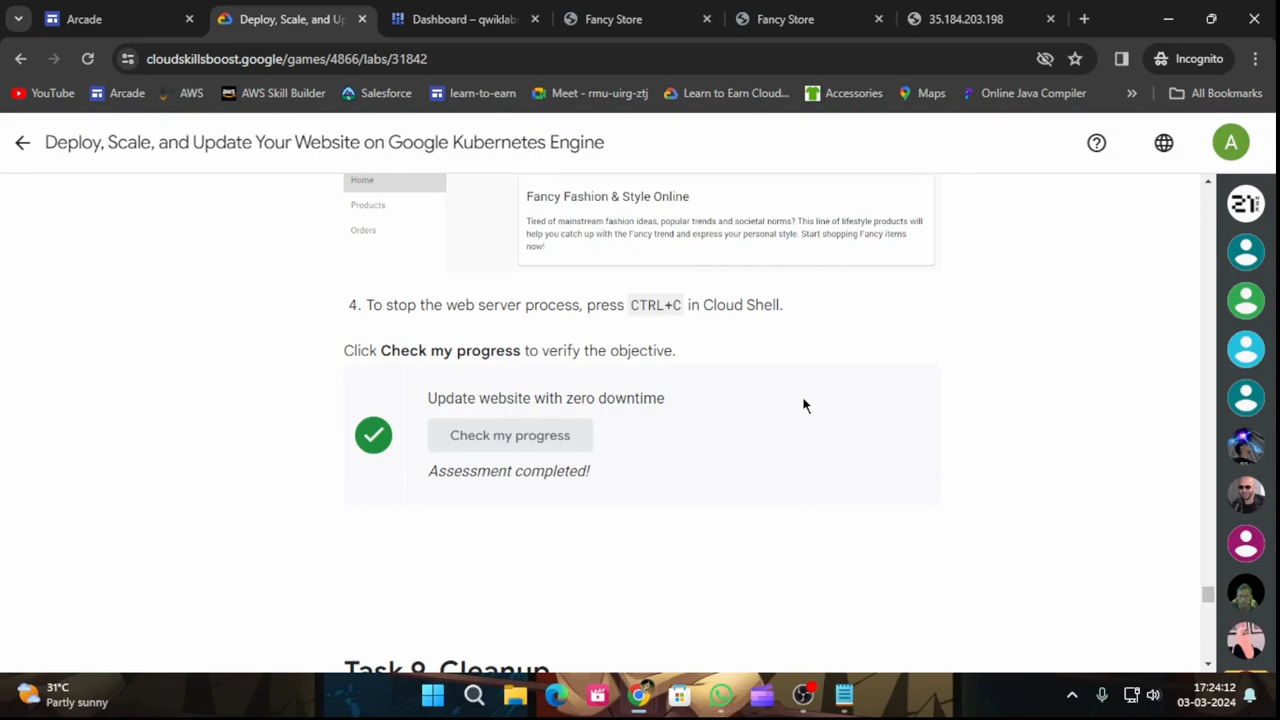 Arcade
Deploy, Scale, and Up
Dashboard – qwiklabs
Fancy Store
Fancy Store
35.184.203.198
cloudskillsboost.google/games/4866/labs/31842
Incognito
YouTube
Arcade
AWS
aws
AWS Skill Builder
Salesforce
learn-to-earn
Meet - rmu-uirg-ztj
Learn to Earn Cloud...
Accessories
Maps
Online Java Compiler
All Bookmarks
Deploy, Scale, and Update Your Website on Google Kubernetes Engine
A
Home
Products
Orders
Fancy Fashion & Style Online
Tired of mainstream fashion ideas, popular trends and societal norms? This line of lifestyle products will
help you catch up with the Fancy trend and express your personal style. Start shopping Fancy items
now!
4. To stop the web server process, press CTRL+C in Cloud Shell.
Click Check my progress to verify the objective.
Update website with zero downtime
Check my progress
Assessment completed!
Task 9. Cleanup
31°C
Partly sunny
17:24:12
03-03-2024